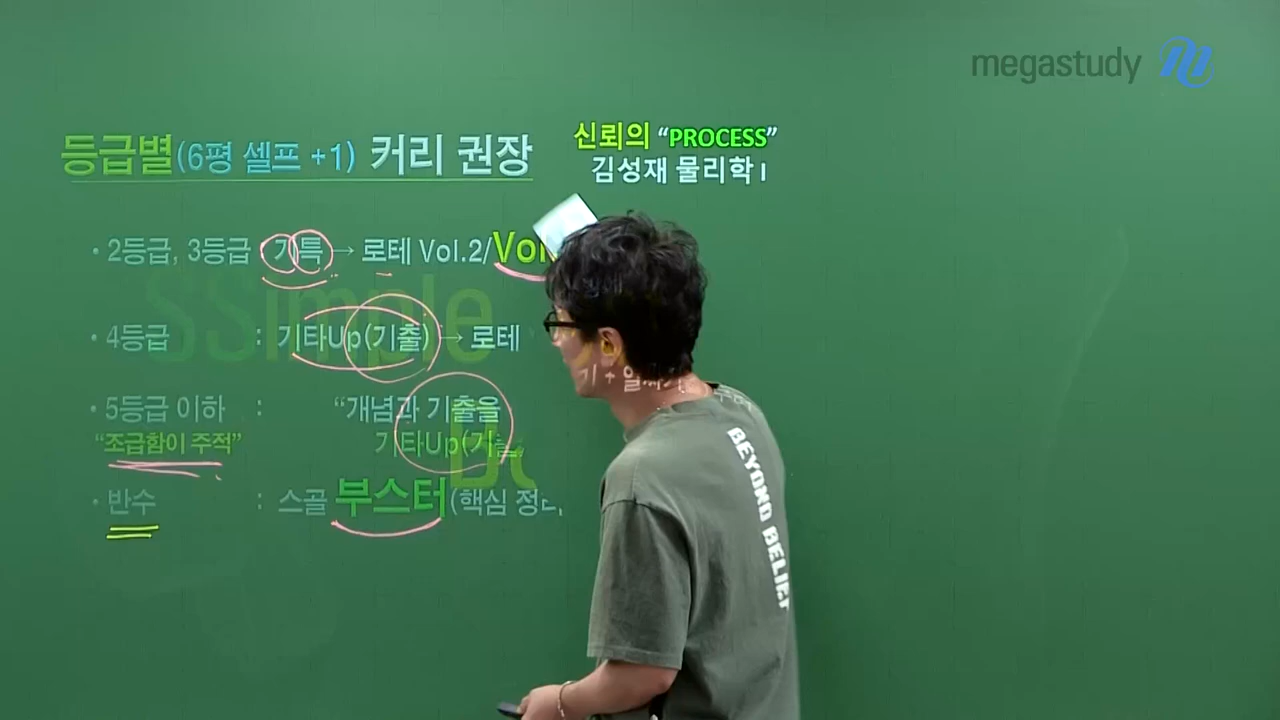 megastudy
등급별(6평 셀프 +1) 커리 권장
신뢰의 “PROCESS”
김성재 물리학 I
· 2등급, 3등급 기특 → 로테 Vol.2/Vol
SSimple
· 4등급 : 기타Up(기출) → 로테
기 +
· 5등급 이하 : “개념과 기출을
“조급함이 주적” 기타Up(기출
· 반수 : 스골 부스터(핵심 정
BEYOND BELIEF